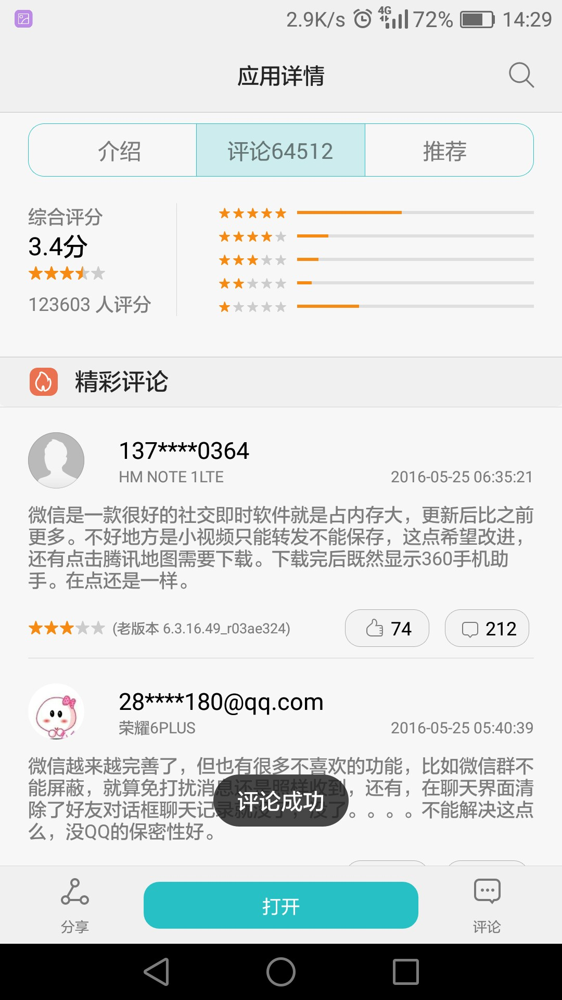 2.9K/s 4G 72% 14:29
应用详情
介绍 评论64512 推荐
综合评分
3.4分
123603 人评分
精彩评论
137****0364
HM NOTE 1LTE 2016-05-25 06:35:21
微信是一款很好的社交即时软件就是占内存大，更新后比之前
更多。不好地方是小视频只能转发不能保存，这点希望改进，
还有点击腾讯地图需要下载。下载完后既然显示360手机助
手。在点还是一样。
(老版本 6.3.16.49_r03ae324) 74 212
28****180@qq.com
荣耀6PLUS 2016-05-25 05:40:39
微信越来越完善了，但也有很多不喜欢的功能，比如微信群不
能屏蔽，就算免打扰消息还是照样收到，还有，在聊天界面清
评论成功
除了好友对话框聊天记录就没了，没了。。。。不能解决这点
么，没QQ的保密性好。
分享 打开 评论